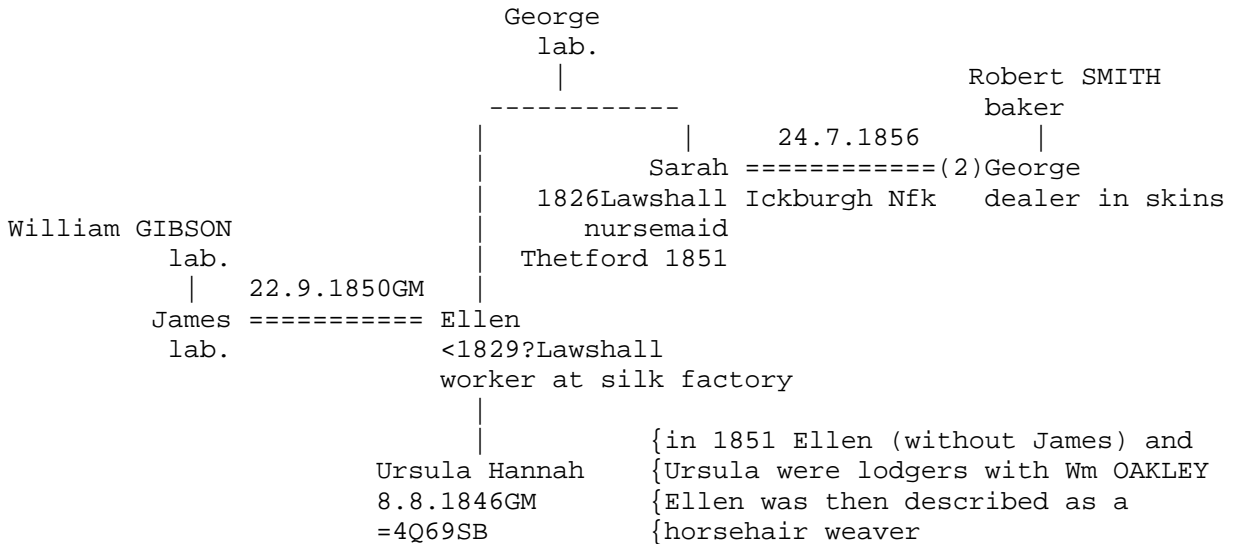 George
lab.
Robert SMITH
baker
24.7.1856
Sarah ============(2)George
1826Lawshall Ickburgh Nfk dealer in skins
William GIBSON nursemaid
lab. Thetford 1851
22.9.1850GM
James =========== Ellen
lab. <1829?Lawshall
worker at silk factory
{in 1851 Ellen (without James) and
Ursula Hannah {Ursula were lodgers with Wm OAKLEY
8.8.1846GM {Ellen was then described as a
=4Q69SB {horsehair weaver